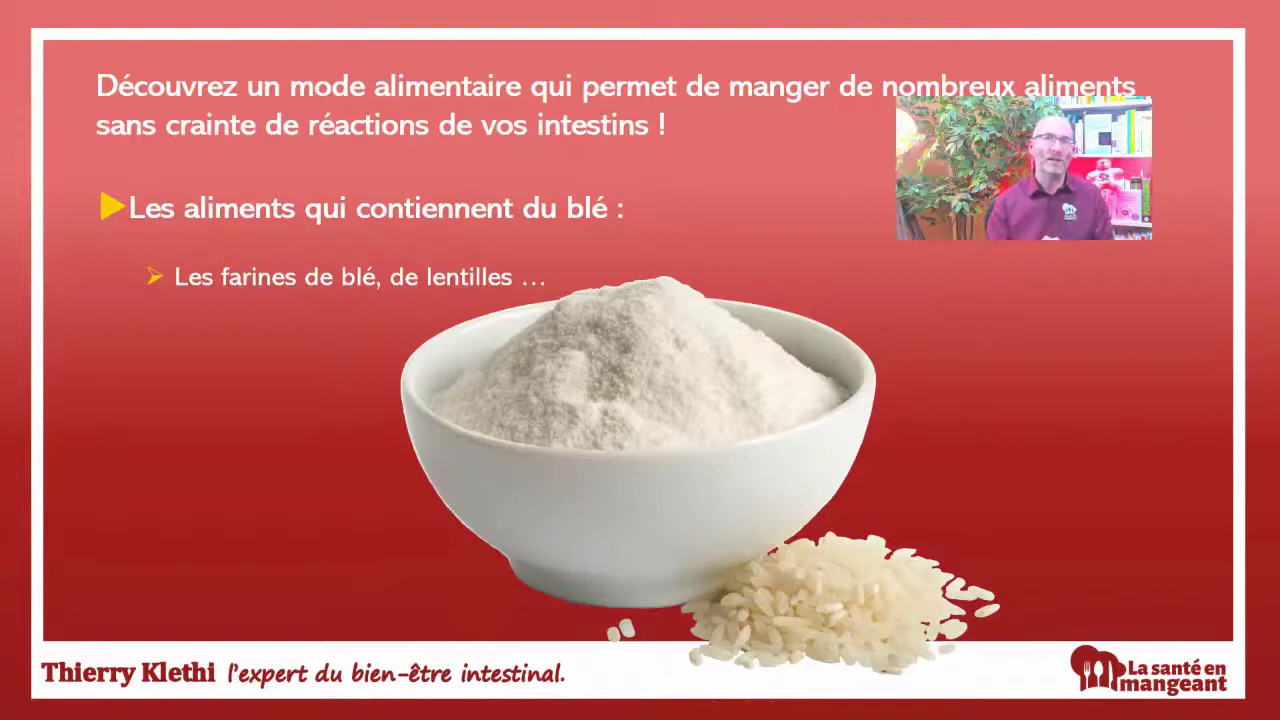 Découvrez un mode alimentaire qui permet de manger de nombreux aliments
sans crainte de réactions de vos intestins !
Les aliments qui contiennent du blé :
Les farines de blé, de lentilles …
Thierry Klethi l'expert du bien-être intestinal.
La santé en
mangeant